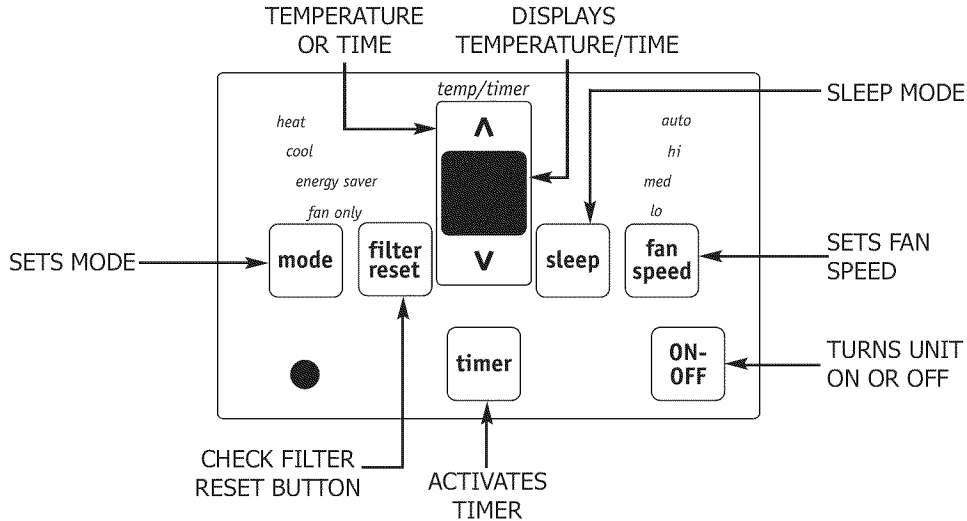 TEMPERATURE
OR TIME
DISPLAYS
TEMPERATURE/TIME
SLEEP MODE
temp/timer
heat
cool
energy saver
fan only
auto
hi
med
lo
SETS MODE
mode
filter
reset
sleep
fan
speed
SETS FAN
SPEED
timer
ON-
OFF
TURNS UNIT
ON OR OFF
CHECK FILTER
RESET BUTTON
ACTIVATES
TIMER